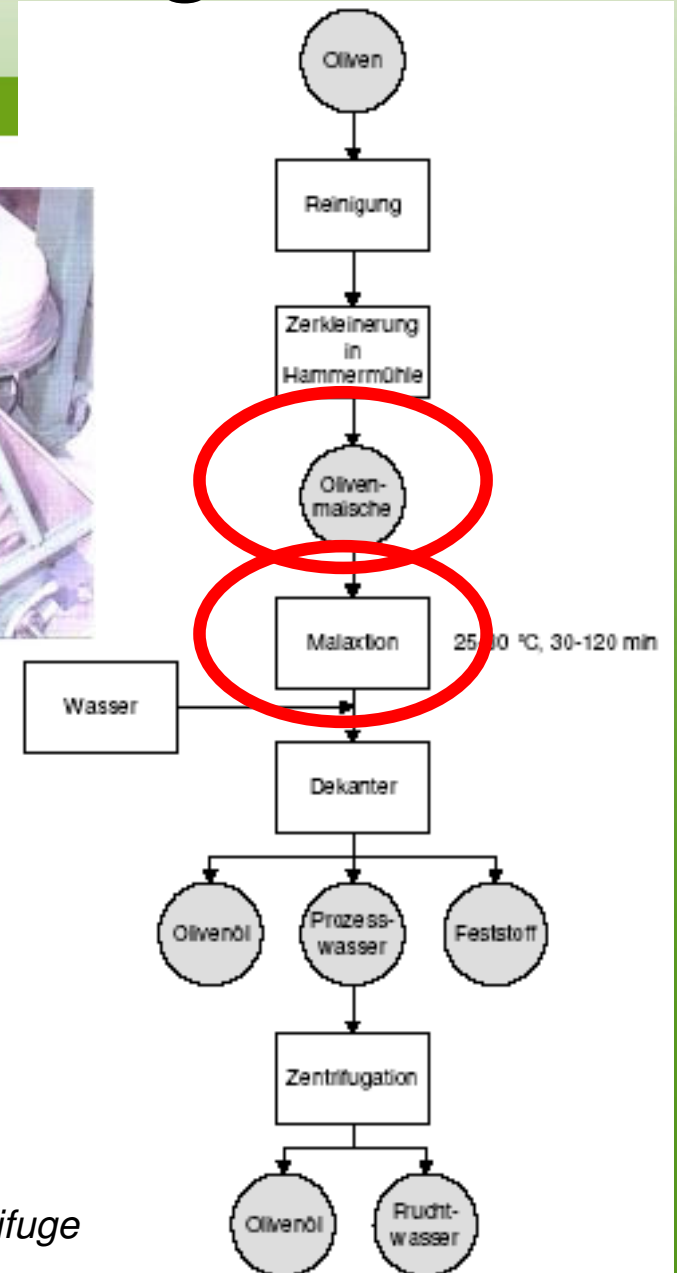 Oliven
Reinigung
Zerkleinerung
in
Hammermühle
Oliven-
maische
Malaxtion
30-120 min
Wasser
Dekanter
Olivenöl
Prozess-
wasser
Feststoff
Zentrifugation
Olivenöl
Frucht-
wasser
ifuge